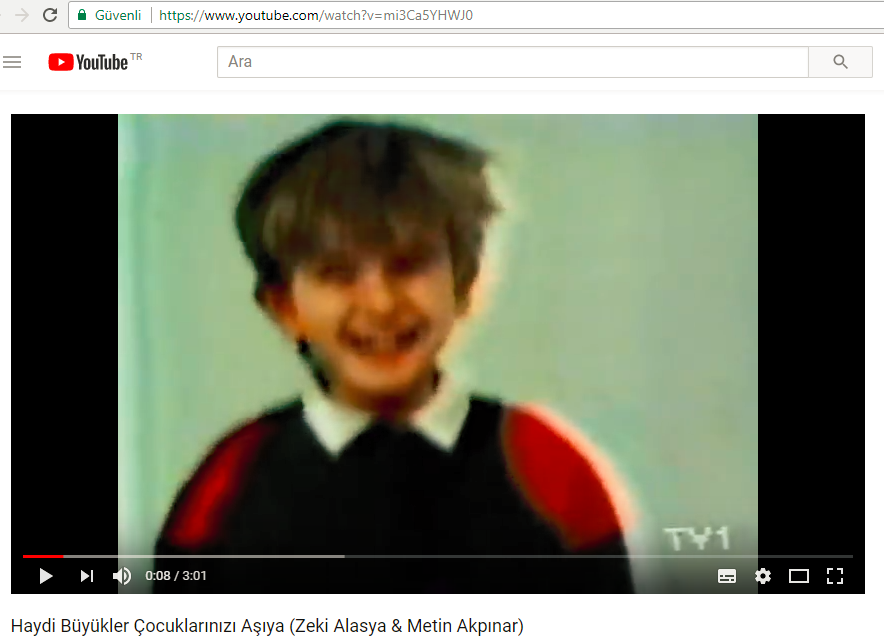 Güvenli
https://www.youtube.com/watch?v=mi3Ca5YHWJ0
YouTube TR
Ara
TV1
0:08 / 3:01
Haydi Büyükler Çocuklarınızı Aşıya (Zeki Alasya & Metin Akpınar)